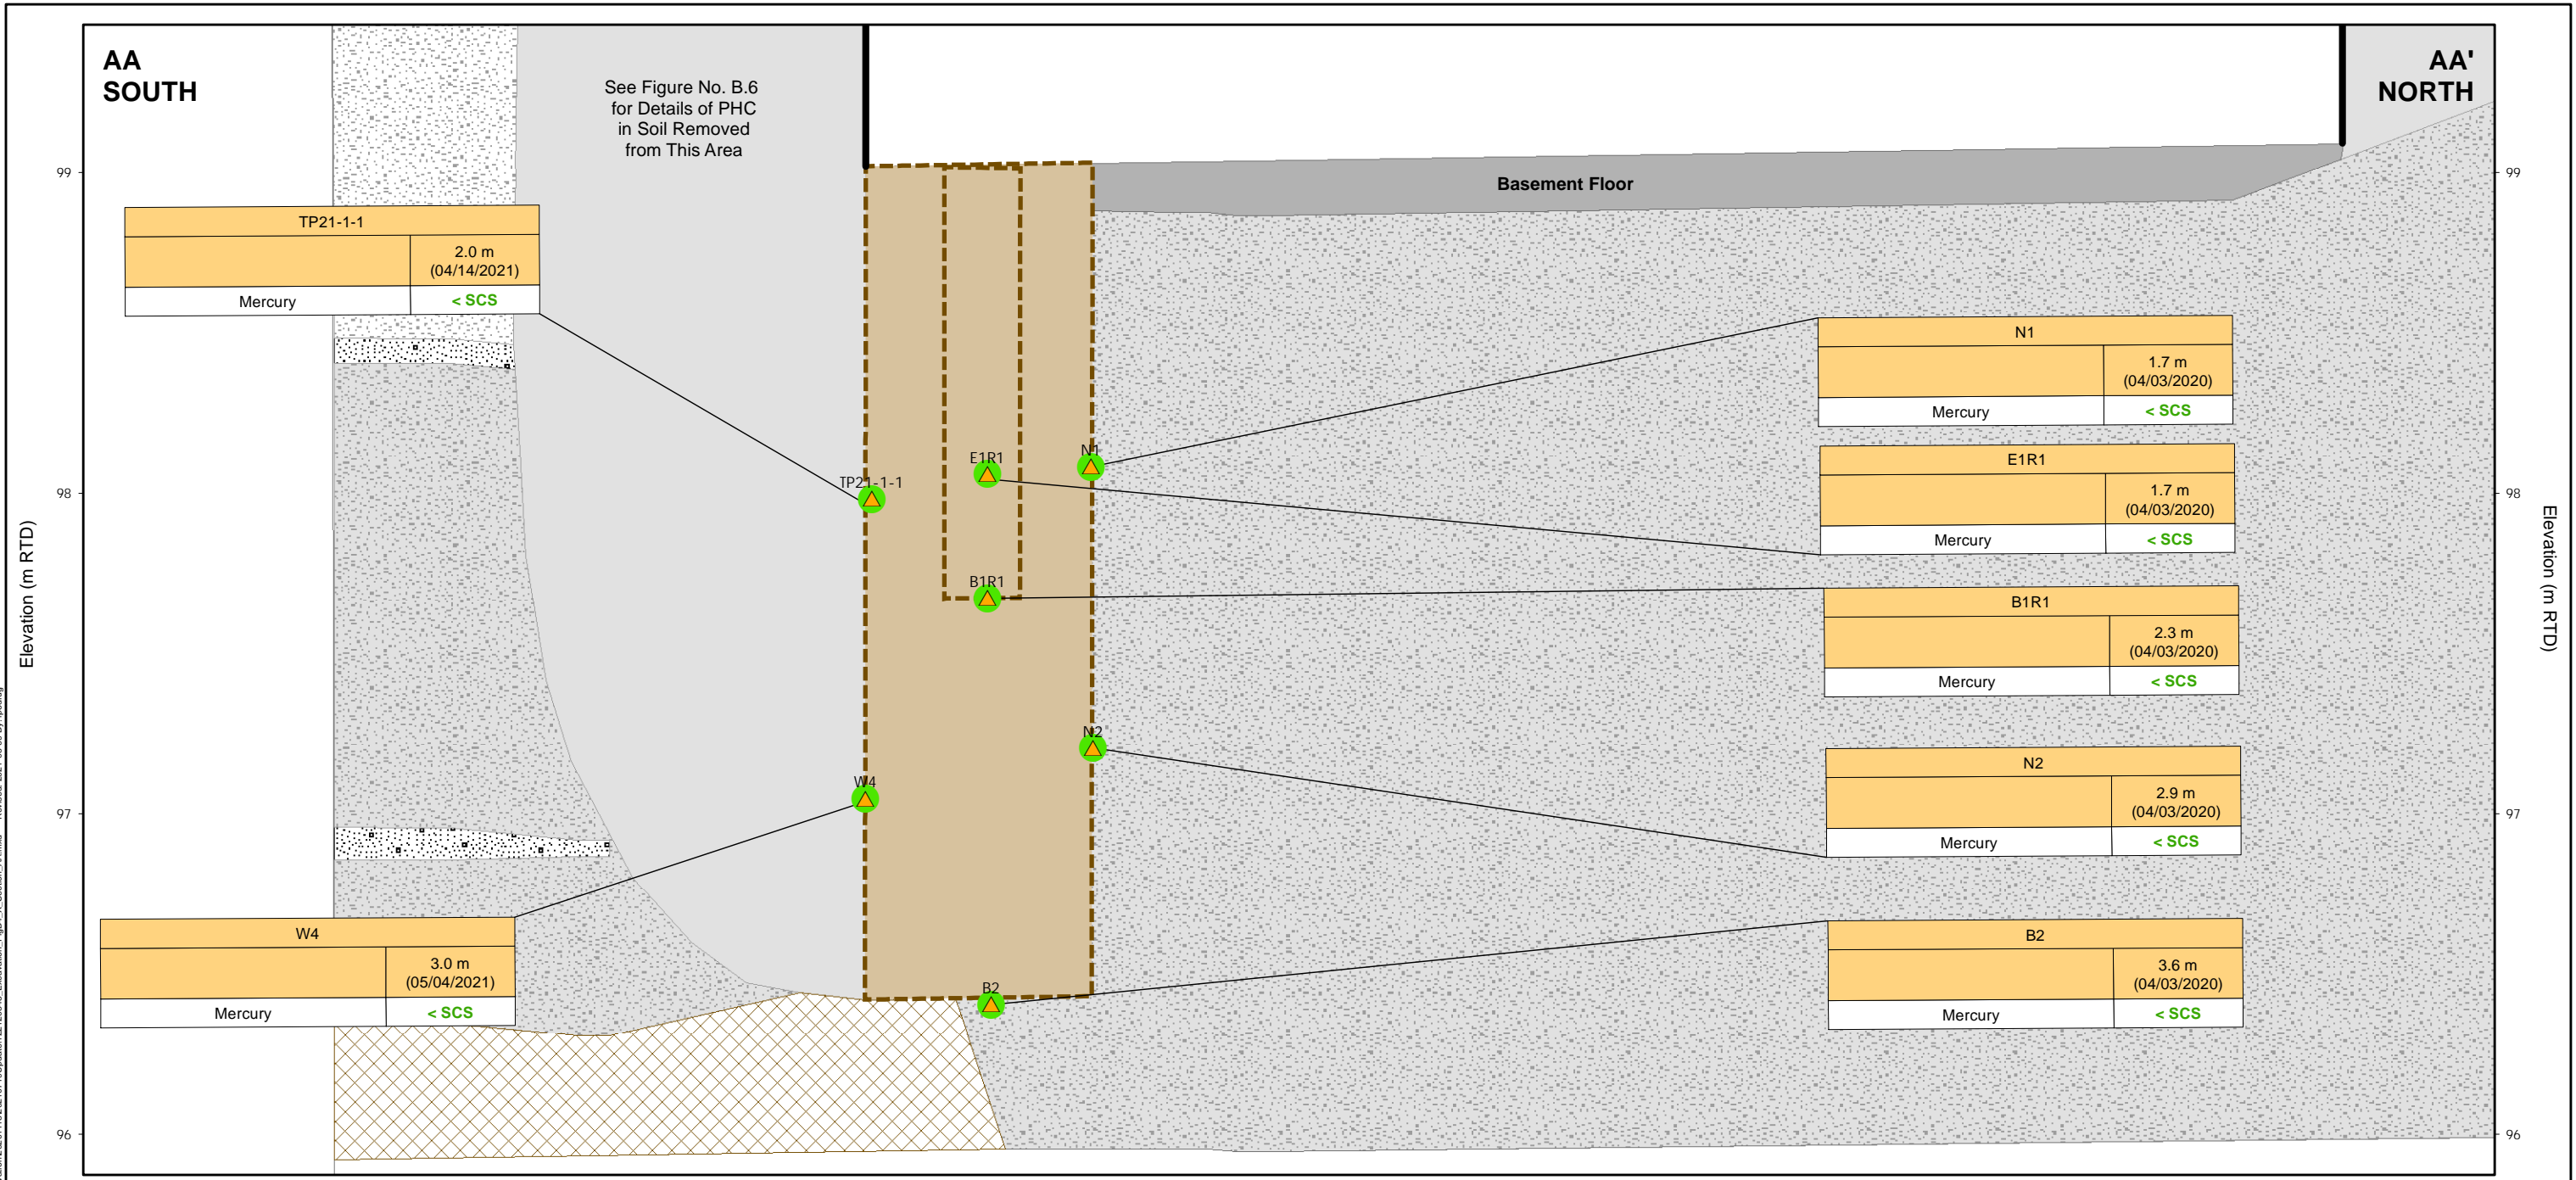 AA
SOUTH
See Figure No. B.6
for Details of PHC
in Soil Removed
from This Area
AA'
NORTH
Basement Floor
99
99
98
98
97
97
96
96
Elevation (m RTD)
Elevation (m RTD)
TP21-1-1
2.0 m
(04/14/2021)
Mercury
< SCS
W4
3.0 m
(05/04/2021)
Mercury
< SCS
TP21-1-1
E1R1
N1
B1R1
N2
W4
B2
N1
1.7 m
(04/03/2020)
Mercury
< SCS
E1R1
1.7 m
(04/03/2020)
Mercury
< SCS
B1R1
2.3 m
(04/03/2020)
Mercury
< SCS
N2
2.9 m
(04/03/2020)
Mercury
< SCS
B2
3.6 m
(04/03/2020)
Mercury
< SCS